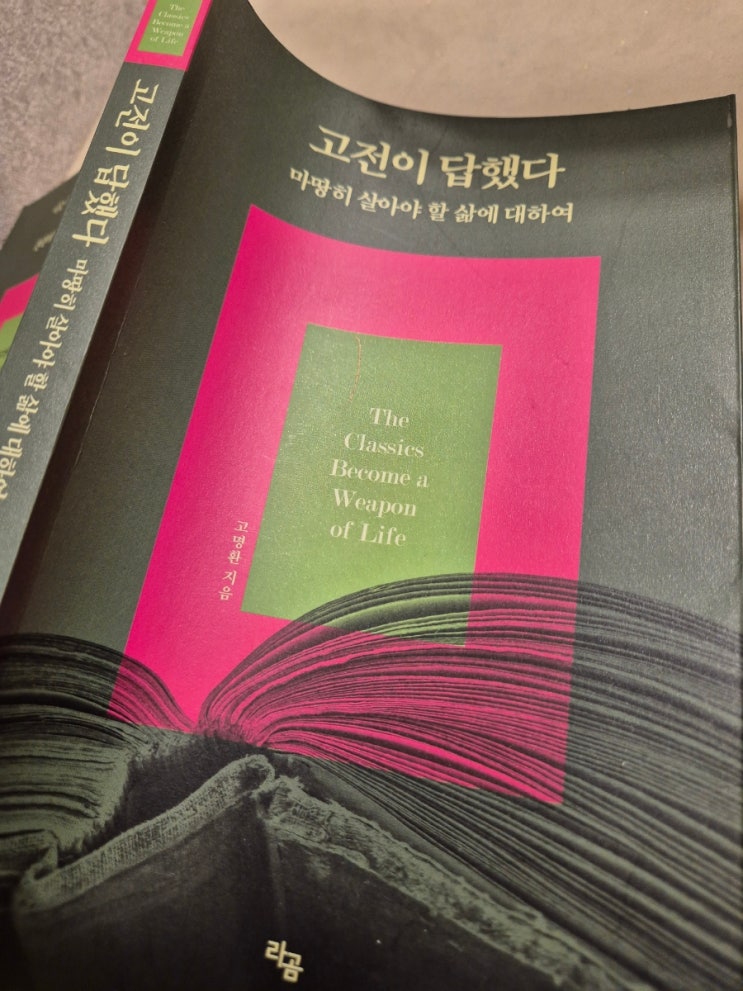 The
Classics
Become a
Weapon
of Life
고전이 답했다 마땅히 살아야 할 삶에 대하여
고전이 답했다
마땅히 살아야 할 삶에 대하여
The
Classics
Become a
Weapon
of Life
고명환 지음
라곰